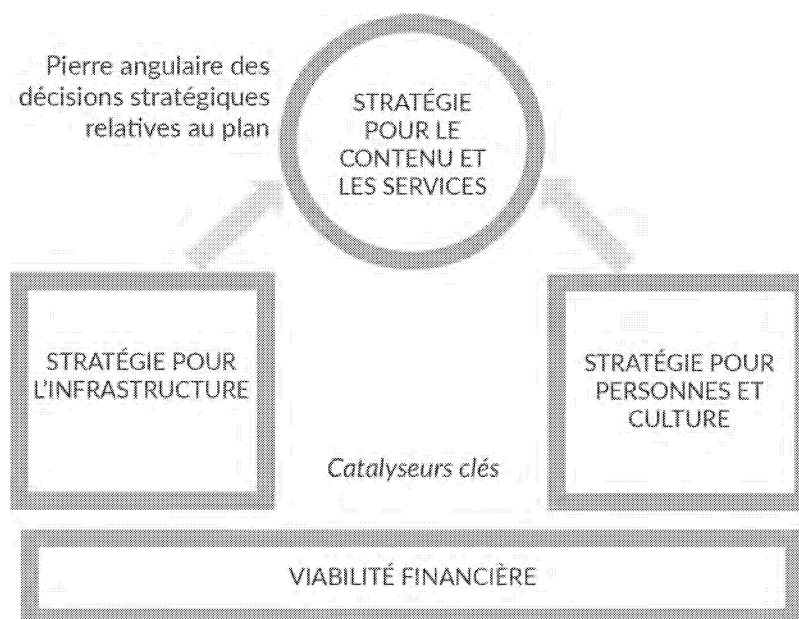 Pierre angulaire des
décisions stratégiques
relatives au plan
STRATÉGIE
POUR LE
CONTENU ET
LES SERVICES
STRATÉGIE POUR
L'INFRASTRUCTURE
STRATÉGIE POUR
PERSONNES ET
CULTURE
Catalyseurs clés
VIABILITÉ FINANCIÈRE